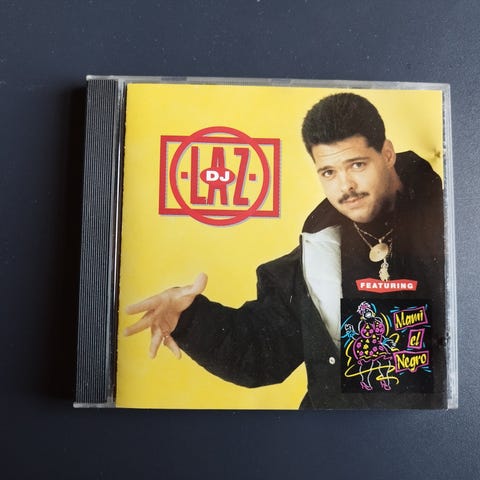 DJ
·LAZ·
FEATURING
Mami
el
Negro